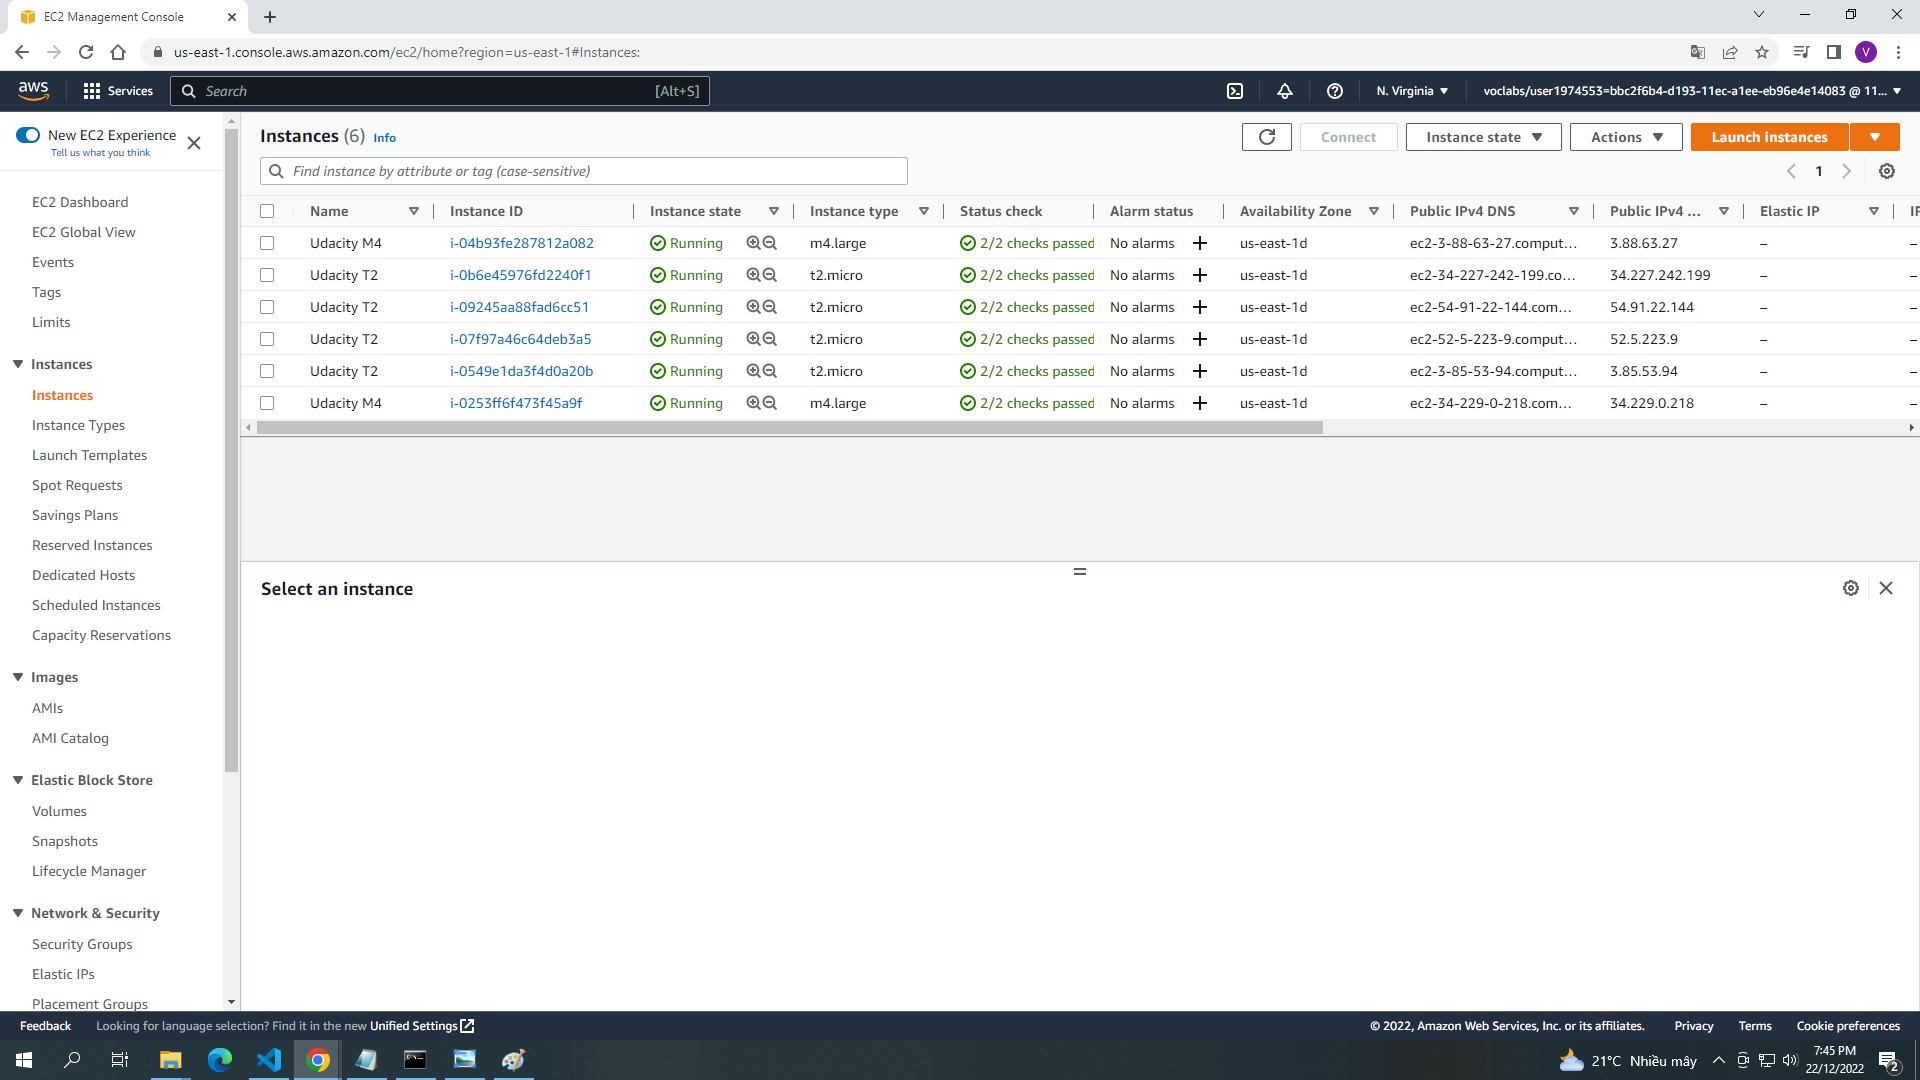 EC2 Management Console
us-east-1.console.aws.amazon.com/ec2/home?region=us-east-1#Instances:
V
aws
Services
Search
[Alt+S]
N. Virginia
voclabs/user1974553=bbc2f6b4-d193-11ec-a1ee-eb96e4e14083 @ 11...
New EC2 Experience
Tell us what you think
EC2 Dashboard
EC2 Global View
Events
Tags
Limits
Instances
Instances
Instance Types
Launch Templates
Spot Requests
Savings Plans
Reserved Instances
Dedicated Hosts
Scheduled Instances
Capacity Reservations
Images
AMIs
AMI Catalog
Elastic Block Store
Volumes
Snapshots
Lifecycle Manager
Network & Security
Security Groups
Elastic IPs
Placement Groups
Instances (6) Info
Connect
Instance state
Actions
Launch instances
Find instance by attribute or tag (case-sensitive)
1
Name Instance ID Instance state Instance type Status check Alarm status Availability Zone Public IPv4 DNS Public IPv4 ... Elastic IP IP
Udacity M4 i-04b93fe287812a082 Running m4.large 2/2 checks passed No alarms + us-east-1d ec2-3-88-63-27.comput... 3.88.63.27 – –
Udacity T2 i-0b6e45976fd2240f1 Running t2.micro 2/2 checks passed No alarms + us-east-1d ec2-34-227-242-199.co... 34.227.242.199 – –
Udacity T2 i-09245aa88fad6cc51 Running t2.micro 2/2 checks passed No alarms + us-east-1d ec2-54-91-22-144.com... 54.91.22.144 – –
Udacity T2 i-07f97a46c64deb3a5 Running t2.micro 2/2 checks passed No alarms + us-east-1d ec2-52-5-223-9.comput... 52.5.223.9 – –
Udacity T2 i-0549e1da3f4d0a20b Running t2.micro 2/2 checks passed No alarms + us-east-1d ec2-3-85-53-94.comput... 3.85.53.94 – –
Udacity M4 i-0253ff6f473f45a9f Running m4.large 2/2 checks passed No alarms + us-east-1d ec2-34-229-0-218.com... 34.229.0.218 – –
Select an instance
Feedback
Looking for language selection? Find it in the new Unified Settings
© 2022, Amazon Web Services, Inc. or its affiliates.
Privacy
Terms
Cookie preferences
21°C Nhiều mây
7:45 PM
22/12/2022
2